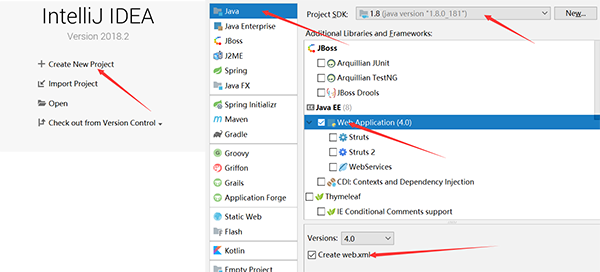 IntelliJ IDEA
Version 2018.2
Create New Project
Import Project
Open
Check out from Version Control
Java
Java Enterprise
JBoss
J2ME
Spring
Java FX
Spring Initializr
Maven
Gradle
Groovy
Griffon
Grails
Application Forge
Static Web
Flash
Kotlin
Empty Project
Project SDK: 1.8 (java version "1.8.0_181") New...
Additional Libraries and Frameworks:
JBoss
Arquillian JUnit
Arquillian TestNG
JBoss Drools
Java EE (8)
Web Application (4.0)
Struts
Struts 2
WebServices
CDI: Contexts and Dependency Injection
Thymeleaf
IE Conditional Comments support
Versions: 4.0
Create web.xml